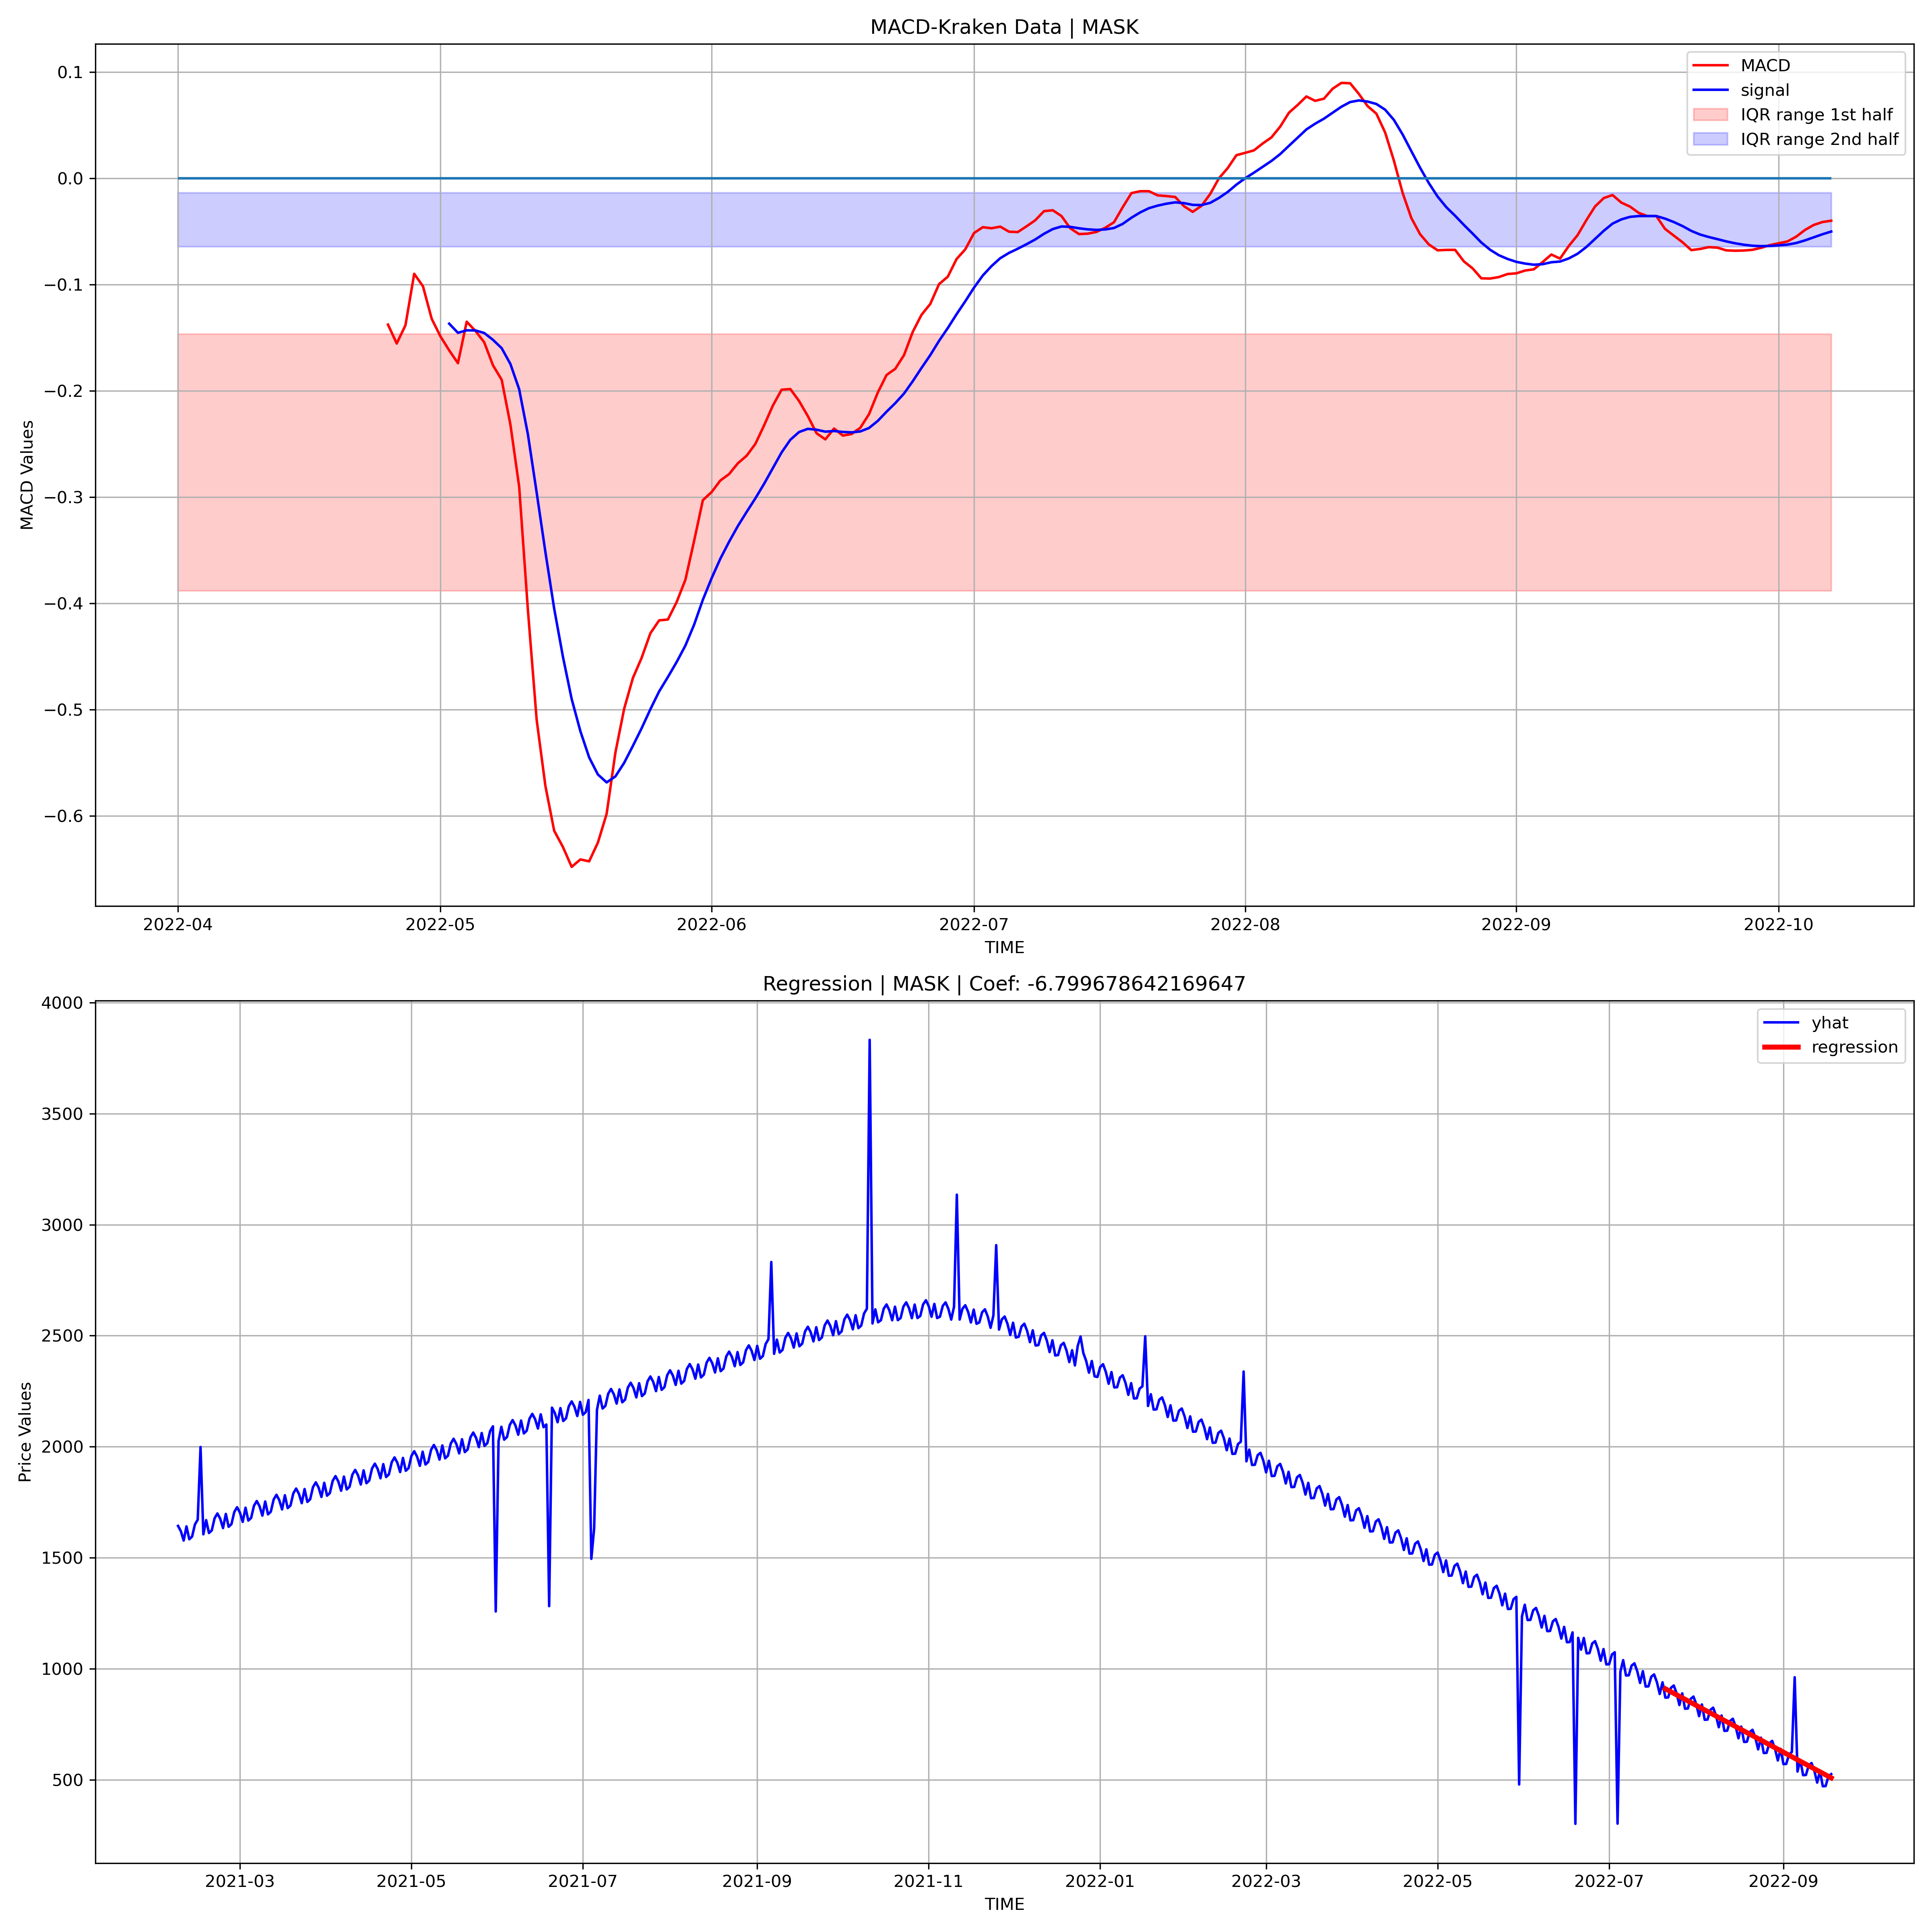 MACD-Kraken Data | MASK
MACD
signal
IQR range 1st half
IQR range 2nd half
0.1
0.0
−0.1
−0.2
−0.3
−0.4
−0.5
−0.6
MACD Values
2022-04 2022-05 2022-06 2022-07 2022-08 2022-09 2022-10
TIME
Regression | MASK | Coef: -6.799678642169647
yhat
regression
4000
3500
3000
2500
2000
1500
1000
500
Price Values
2021-03 2021-05 2021-07 2021-09 2021-11 2022-01 2022-03 2022-05 2022-07 2022-09
TIME